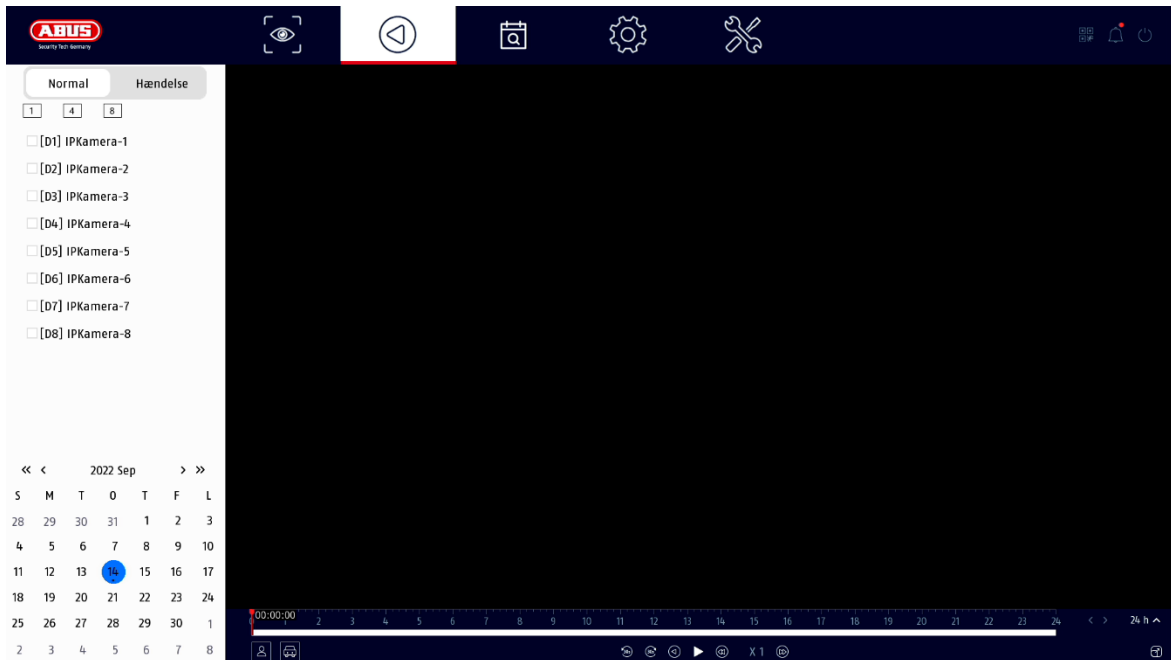 ABUS
Security Tech Germany
Normal Hændelse
1 4 8
[D1] IPKamera-1
[D2] IPKamera-2
[D3] IPKamera-3
[D4] IPKamera-4
[D5] IPKamera-5
[D6] IPKamera-6
[D7] IPKamera-7
[D8] IPKamera-8
« < 2022 Sep > »
S M T O T F L
28 29 30 31 1 2 3
4 5 6 7 8 9 10
11 12 13 14 15 16 17
18 19 20 21 22 23 24
25 26 27 28 29 30 1
2 3 4 5 6 7 8
00:00:00
0 1 2 3 4 5 6 7 8 9 10 11 12 13 14 15 16 17 18 19 20 21 22 23 24 < > 24 h
30s 30s X 1